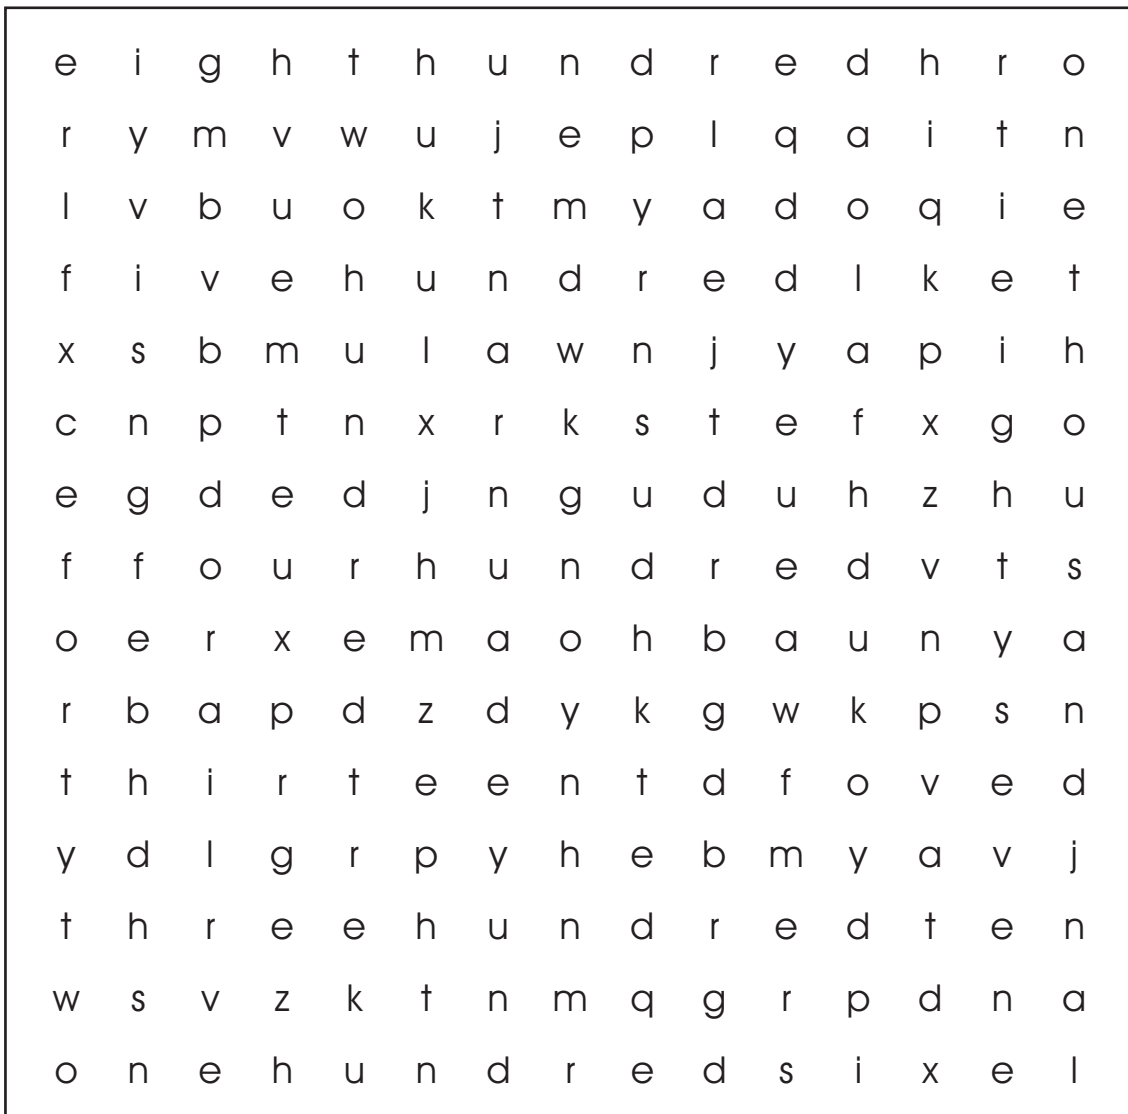 e i g h t h u n d r e d h r o
r y m v w u j e p l q a i t n
l v b u o k t m y a d o q i e
f i v e h u n d r e d l k e t
x s b m u l a w n j y a p i h
c n p t n x r k s t e f x g o
e g d e d j n g u d u h z h u
f f o u r h u n d r e d v t s
o e r x e m a o h b a u n y a
r b a p d z d y k g w k p s n
t h i r t e e n t d f o v e d
y d l g r p y h e b m y a v j
t h r e e h u n d r e d t e n
w s v z k t n m q g r p d n a
o n e h u n d r e d s i x e l